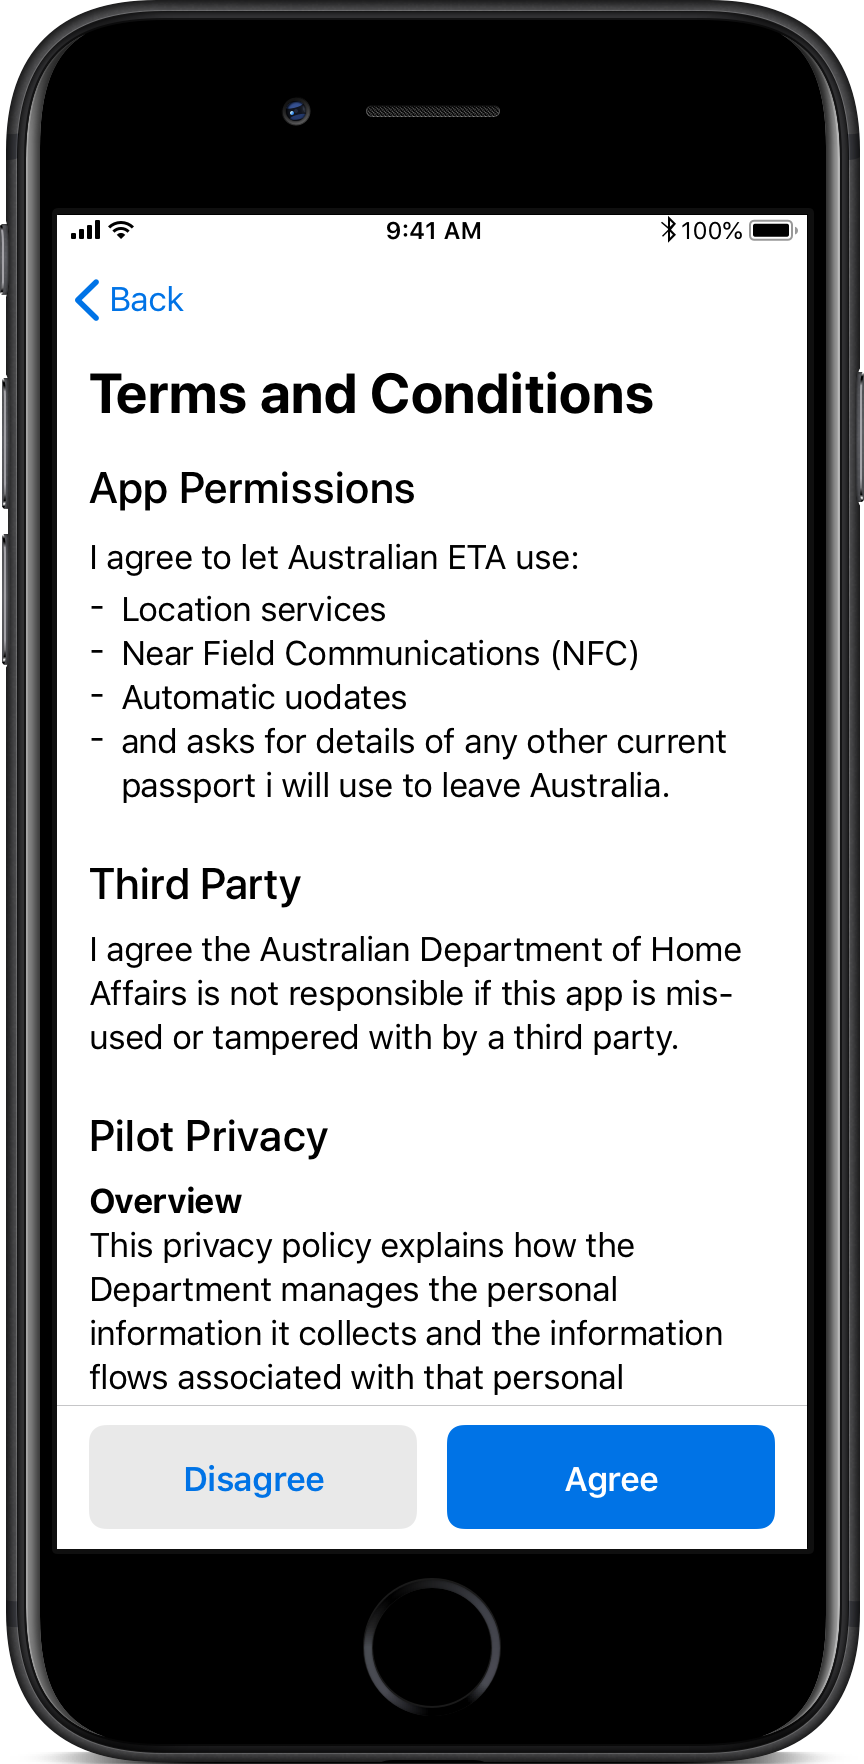 9:41 AM
100%
Back
Terms and Conditions
App Permissions
I agree to let Australian ETA use:
- Location services
- Near Field Communications (NFC)
- Automatic uodates
- and asks for details of any other current
passport i will use to leave Australia.
Third Party
I agree the Australian Department of Home
Affairs is not responsible if this app is mis-
used or tampered with by a third party.
Pilot Privacy
Overview
This privacy policy explains how the
Department manages the personal
information it collects and the information
flows associated with that personal
Disagree
Agree